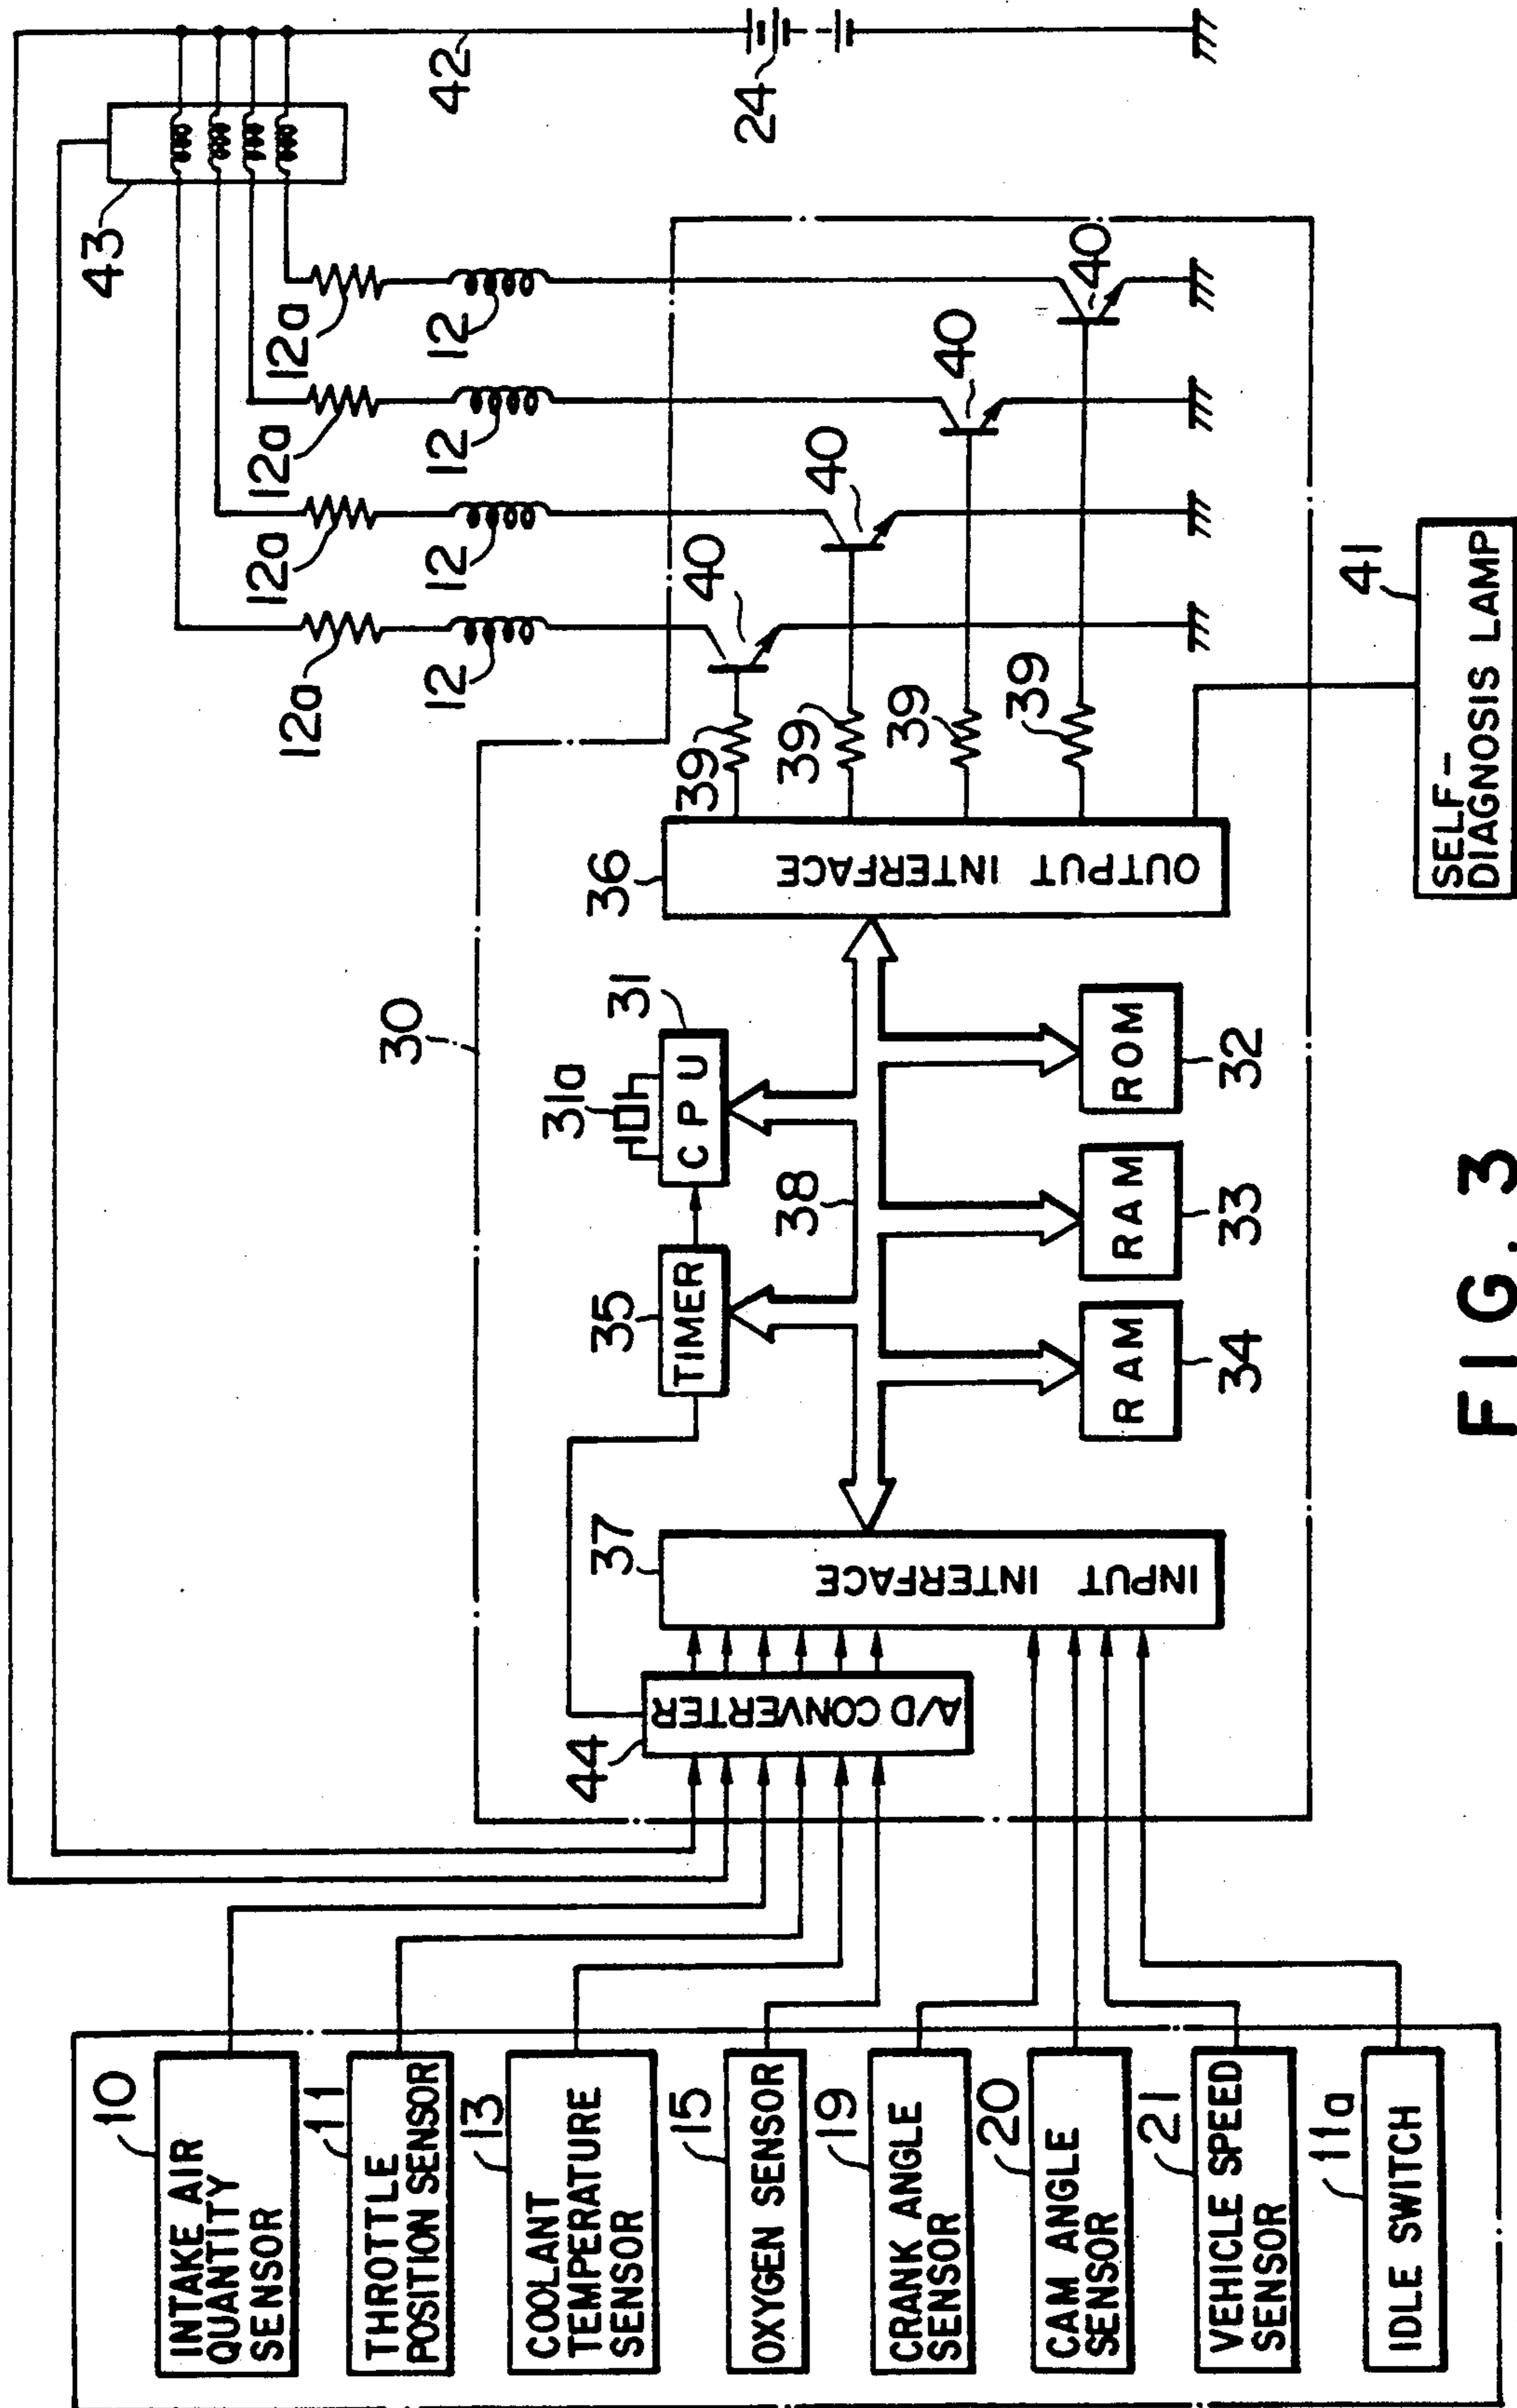 10
INTAKE AIR
QUANTITY
SENSOR
11
THROTTLE
POSITION SENSOR
13
COOLANT
TEMPERATURE
SENSOR
15
OXYGEN SENSOR
19
CRANK ANGLE
SENSOR
20
CAM ANGLE
SENSOR
21
VEHICLE SPEED
SENSOR
11a
IDLE SWITCH
44
A/D CONVERTER
37
INPUT INTERFACE
30
35
TIMER
31a
31
CPU
38
34
RAM
33
RAM
32
ROM
36
OUTPUT INTERFACE
39
39
39
39
40
40
40
40
12
12
12
12
12a
12a
12a
12a
43
42
24
41
SELF-
DIAGNOSIS LAMP
FIG. 3